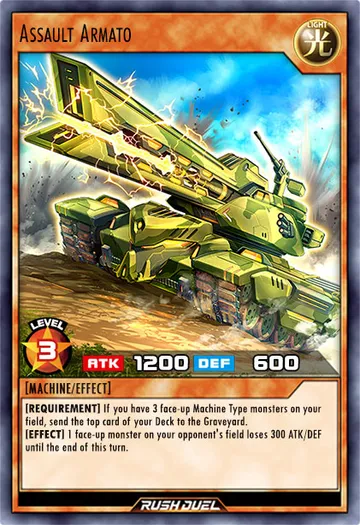 ASSAULT ARMATO
LIGHT
光
LEVEL
3
ATK 1200 DEF 600
[MACHINE/EFFECT]
[REQUIREMENT] If you have 3 face-up Machine Type monsters on your
field, send the top card of your Deck to the Graveyard.
[EFFECT] 1 face-up monster on your opponent's field loses 300 ATK/DEF
until the end of this turn.
RUSH DUEL